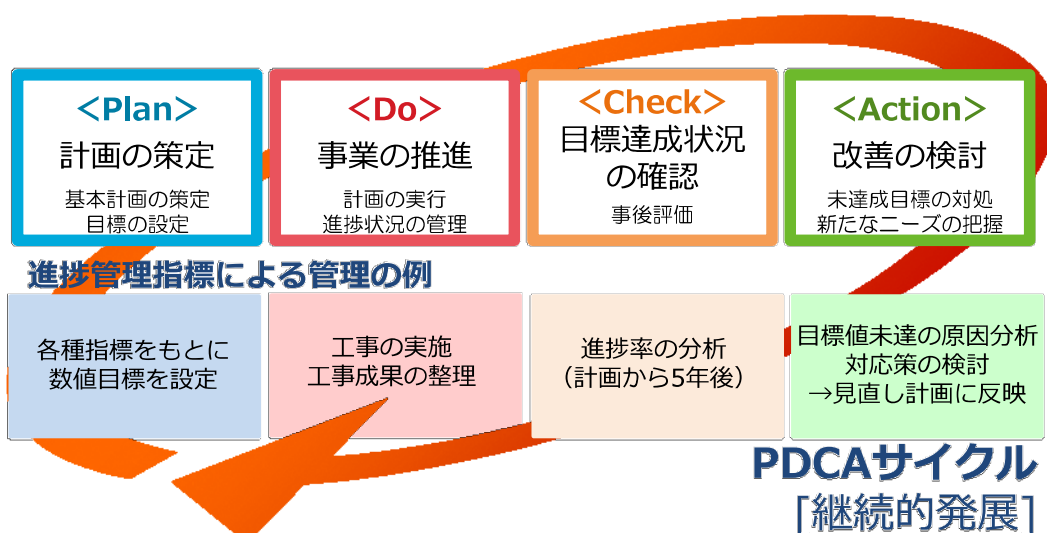 <Plan>
計画の策定
基本計画の策定
目標の設定
<Do>
事業の推進
計画の実行
進捗状況の管理
<Check>
目標達成状況
の確認
事後評価
<Action>
改善の検討
未達成目標の対処
新たなニーズの把握
進捗管理指標による管理の例
各種指標をもとに
数値目標を設定
工事の実施
工事成果の整理
進捗率の分析
（計画から5年後）
目標値未達の原因分析
対応策の検討
→見直し計画に反映
PDCAサイクル
[継続的発展]